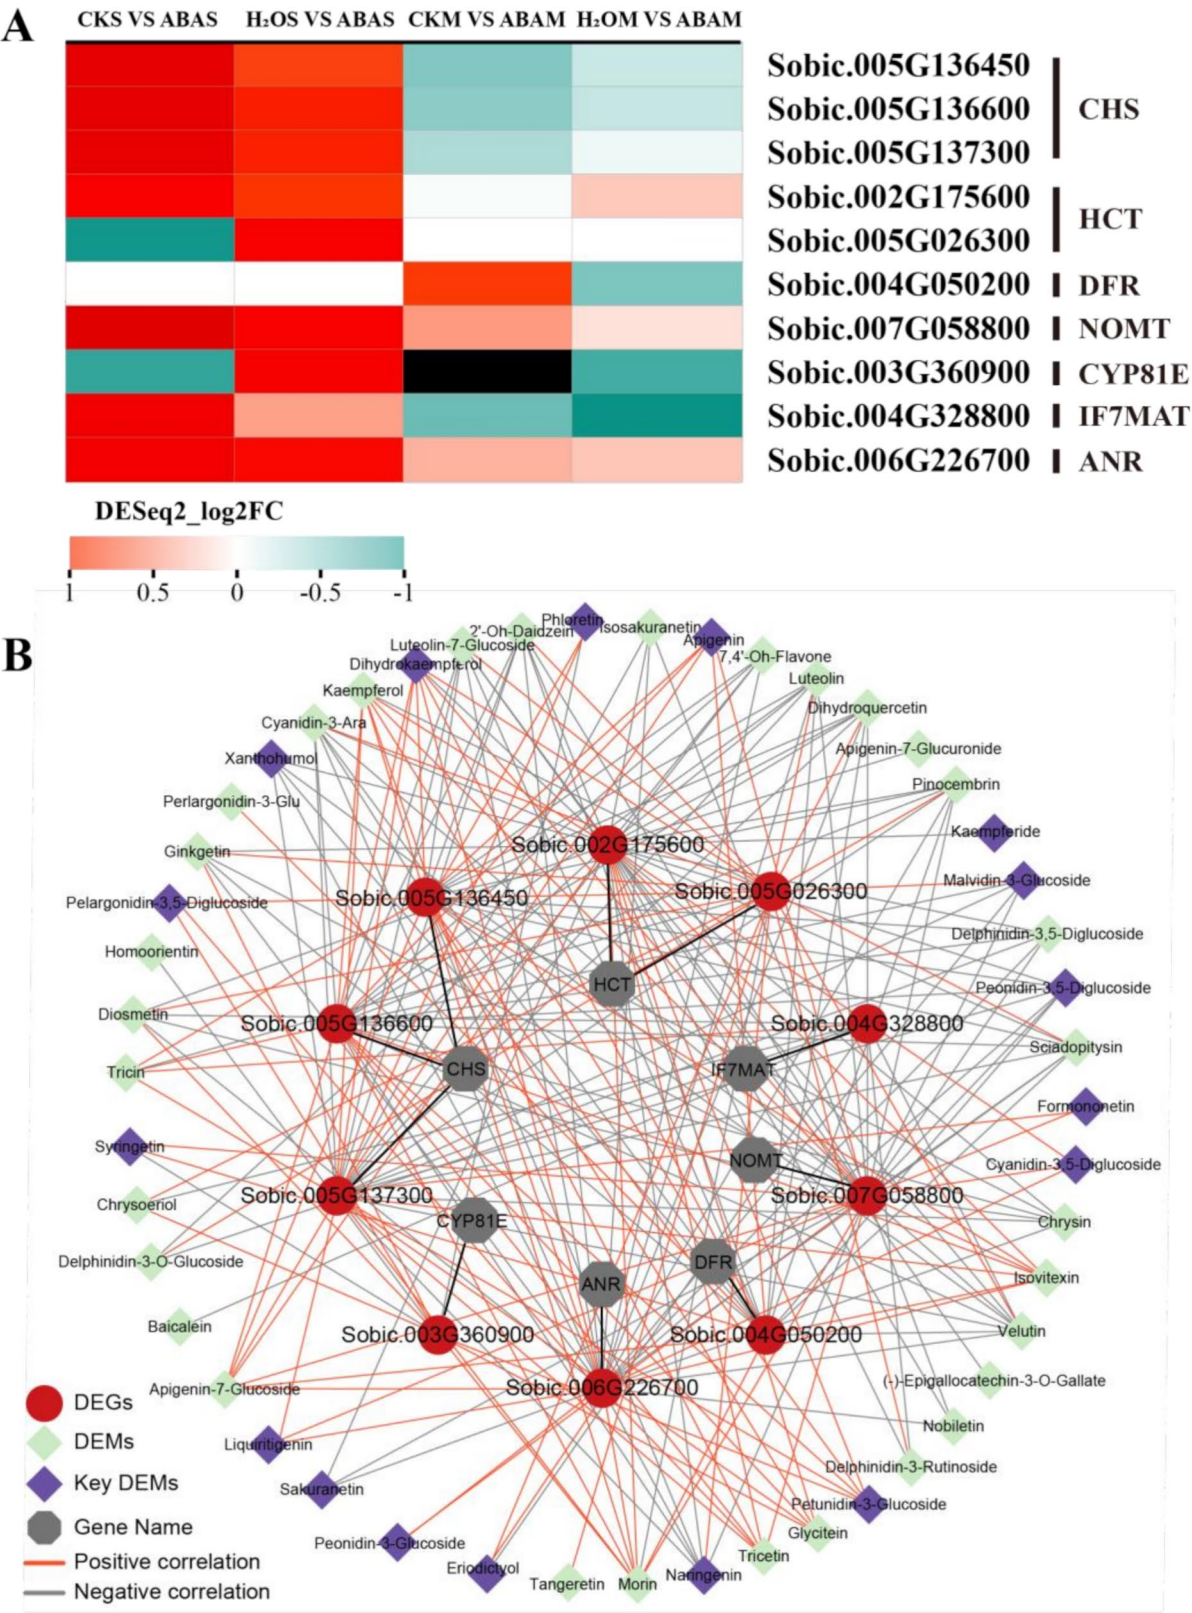 A
CKS VS ABAS H₂OS VS ABAS CKM VS ABAM H₂OM VS ABAM
Sobic.005G136450
Sobic.005G136600
CHS
Sobic.005G137300
Sobic.002G175600
HCT
Sobic.005G026300
Sobic.004G050200 DFR
Sobic.007G058800 NOMT
Sobic.003G360900 CYP81E
Sobic.004G328800 IF7MAT
Sobic.006G226700 ANR
DESeq2_log2FC
1 0.5 0 -0.5 -1
B
Phloretin
Isosakuranetin
2'-Oh-Daidzein
Apigenin
Luteolin-7-Glucoside
7,4'-Oh-Flavone
Dihydrokaempferol
Luteolin
Kaempferol
Dihydroquercetin
Cyanidin-3-Ara
Apigenin-7-Glucuronide
Xanthohumol
Pinocembrin
Perlargonidin-3-Glu
Kaempferide
Sobic.002G175600
Ginkgetin
Malvidin-3-Glucoside
Sobic.005G026300
Sobic.005G136450
Pelargonidin-3,5-Diglucoside
Delphinidin-3,5-Diglucoside
Homoorientin
HCT
Peonidin-3,5-Diglucoside
Diosmetin
Sobic.005G136600
Sobic.004G328800
Sciadopitysin
CHS
IF7MAT
Tricin
Formononetin
Syringetin
NOMT
Cyanidin-3,5-Diglucoside
Sobic.005G137300
Sobic.007G058800
Chrysoeriol
CYP81E
Chrysin
Delphinidin-3-O-Glucoside
DFR
Isovitexin
ANR
Baicalein
Sobic.003G360900
Sobic.004G050200
Velutin
Apigenin-7-Glucoside
Sobic.006G226700
(-)-Epigallocatechin-3-O-Gallate
DEGs
Nobiletin
DEMs
Liquiritigenin
Delphinidin-3-Rutinoside
Key DEMs
Sakuranetin
Petunidin-3-Glucoside
Gene Name
Glycitein
Peonidin-3-Glucoside
Tricetin
Positive correlation
Eriodictyol
Naringenin
Tangeretin
Morin
Negative correlation